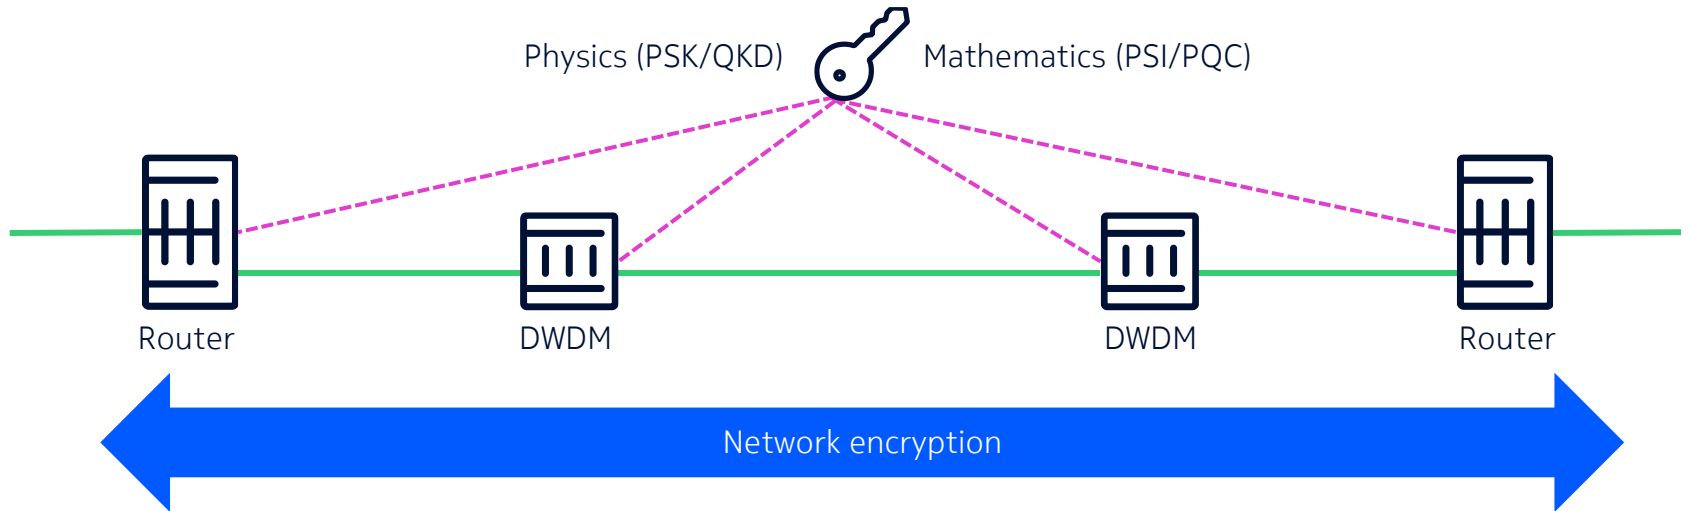 Physics (PSK/QKD)
Mathematics (PSI/PQC)
Router
DWDM
DWDM
Router
Network encryption